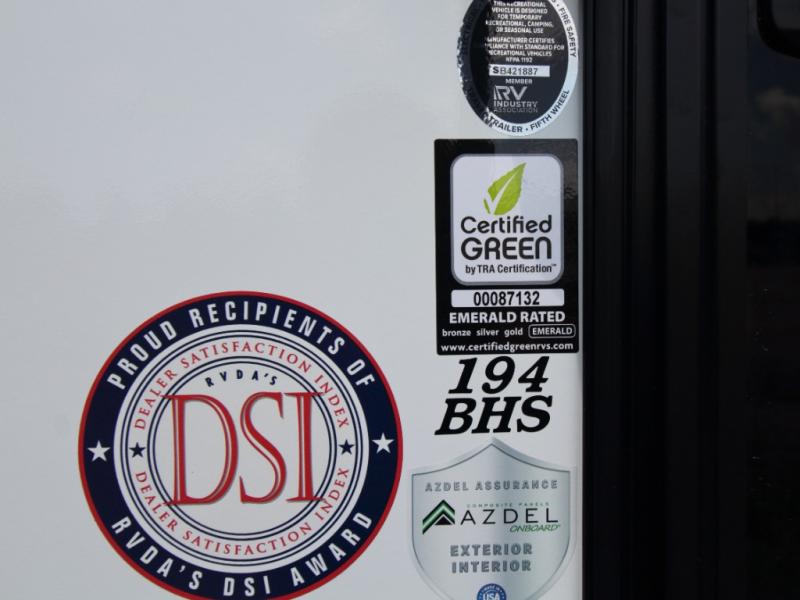 THIS RECREATIONAL
VEHICLE IS DESIGNED
FOR TEMPORARY
RECREATIONAL, CAMPING,
OR SEASONAL USE
MANUFACTURER CERTIFIES
COMPLIANCE WITH STANDARD FOR
RECREATIONAL VEHICLES
NFPA 1192
SB421887
MEMBER
RV
INDUSTRY
ASSOCIATION
FIRE SAFETY
TRAILER • FIFTH WHEEL
Certified
GREEN
by TRA Certification™
00087132
EMERALD RATED
bronze silver gold EMERALD
www.certifiedgreenrvs.com
194
BHS
PROUD RECIPIENTS OF
DEALER SATISFACTION INDEX
RVDA'S
DSI
DEALER SATISFACTION INDEX
RVDA'S DSI AWARD
AZDEL ASSURANCE
COMPOSITE PANELS
AZDEL
ONBOARD®
EXTERIOR
INTERIOR
USA